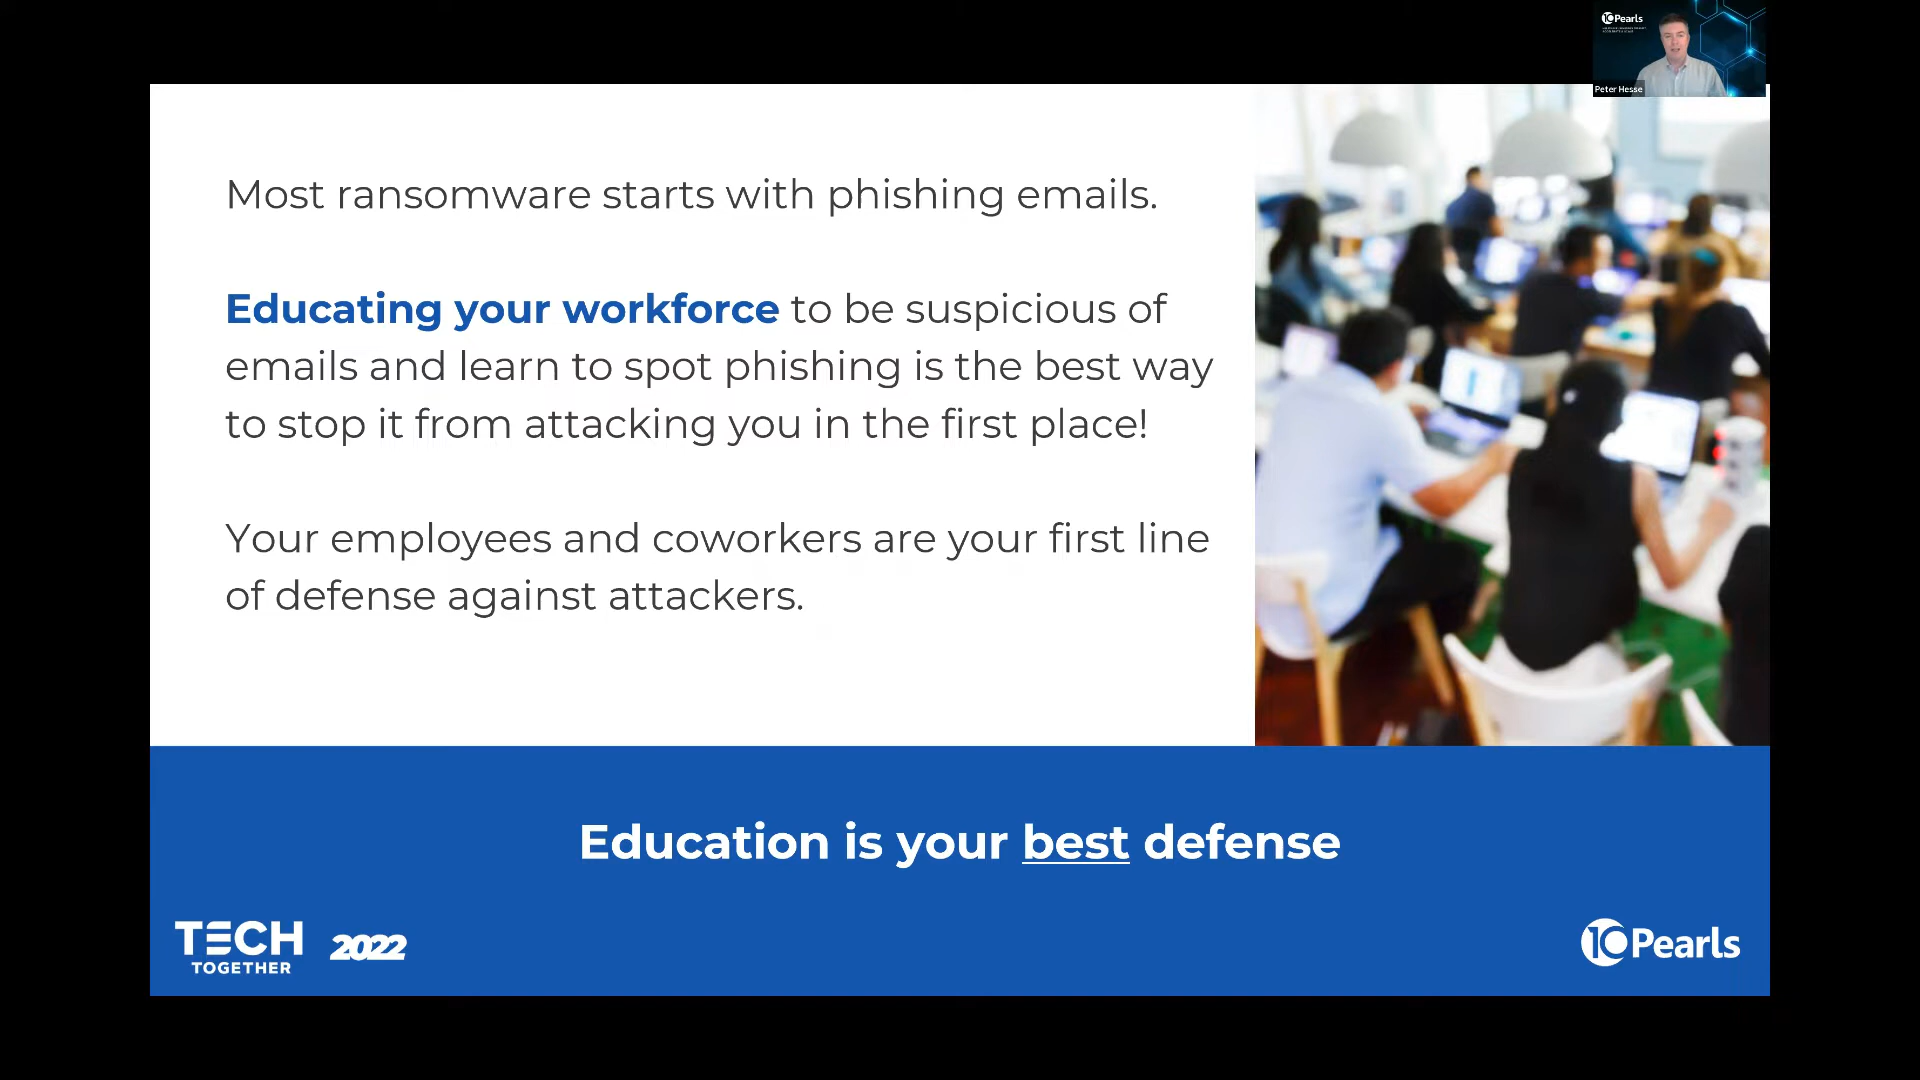 10Pearls
Peter Hesse
Most ransomware starts with phishing emails.
Educating your workforce to be suspicious of
emails and learn to spot phishing is the best way
to stop it from attacking you in the first place!
Your employees and coworkers are your first line
of defense against attackers.
Education is your best defense
TECH
TOGETHER
2022
10Pearls